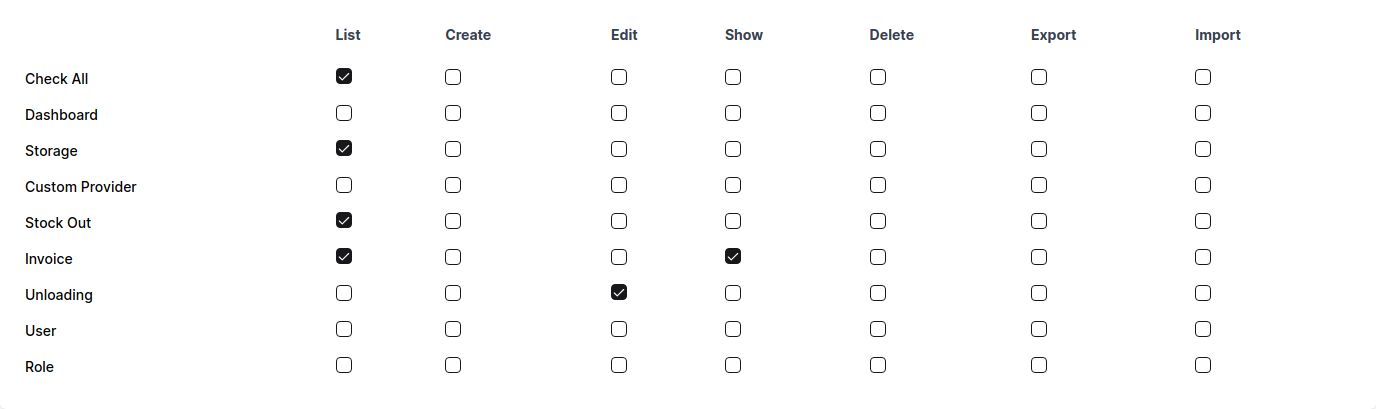 List Create Edit Show Delete Export Import
Check All
Dashboard
Storage
Custom Provider
Stock Out
Invoice
Unloading
User
Role